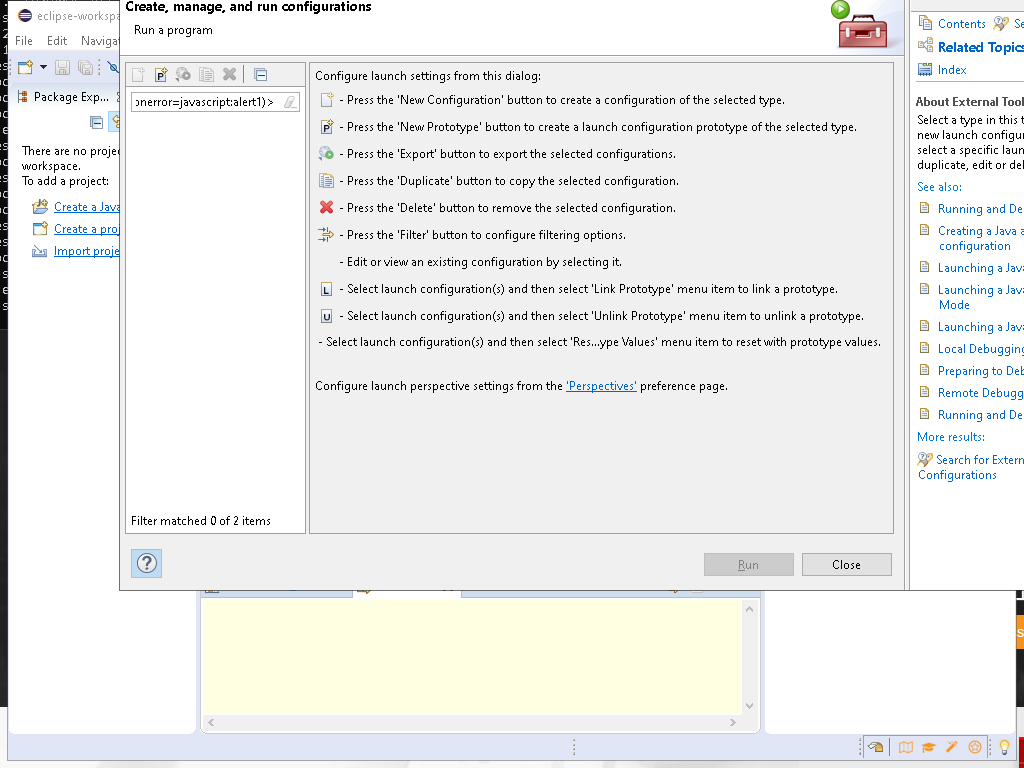 Create, manage, and run configurations
Run a program
eclipse-workspa
File Edit Naviga
Package Exp...
There are no proje
workspace.
To add a project:
Create a Java
Create a proj
Import proje
onerror=javascript:alert1)>
Filter matched 0 of 2 items
Configure launch settings from this dialog:
- Press the 'New Configuration' button to create a configuration of the selected type.
- Press the 'New Prototype' button to create a launch configuration prototype of the selected type.
- Press the 'Export' button to export the selected configurations.
- Press the 'Duplicate' button to copy the selected configuration.
- Press the 'Delete' button to remove the selected configuration.
- Press the 'Filter' button to configure filtering options.
- Edit or view an existing configuration by selecting it.
L - Select launch configuration(s) and then select 'Link Prototype' menu item to link a prototype.
U - Select launch configuration(s) and then select 'Unlink Prototype' menu item to unlink a prototype.
- Select launch configuration(s) and then select 'Res...ype Values' menu item to reset with prototype values.
Configure launch perspective settings from the 'Perspectives' preference page.
Run Close
Contents Se
Related Topics
Index
About External Tool
Select a type in this t
new launch configur
select a specific laun
duplicate, edit or del
See also:
Running and De
Creating a Java a
configuration
Launching a Java
Launching a Java
Mode
Launching a Java
Local Debugging
Preparing to Deb
Remote Debugg
Running and De
More results:
Search for Extern
Configurations